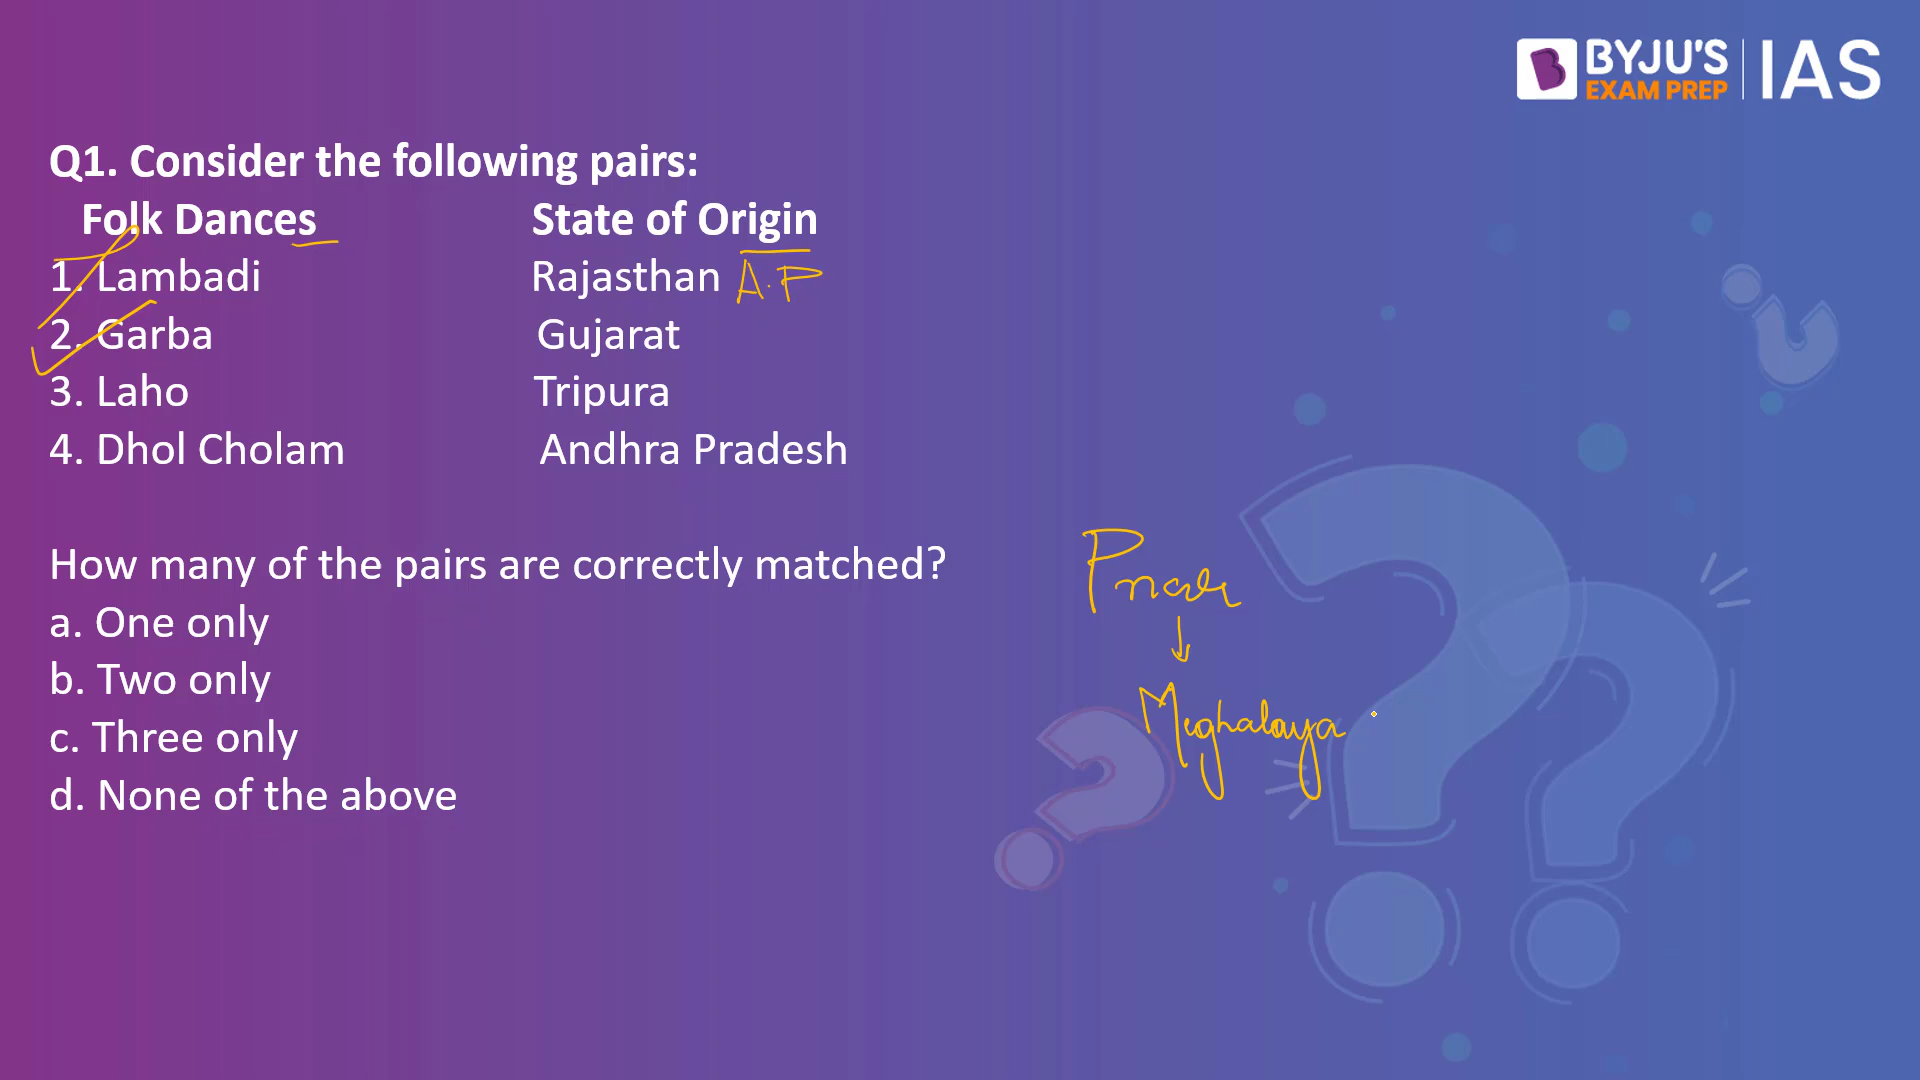 BYJU'S
EXAM PREP
IAS
Q1. Consider the following pairs:
Folk Dances State of Origin
1. Lambadi Rajasthan A.P
2. Garba Gujarat
3. Laho Tripura
4. Dhol Cholam Andhra Pradesh
How many of the pairs are correctly matched?
a. One only
b. Two only
c. Three only
d. None of the above
Pnar
Meghalaya